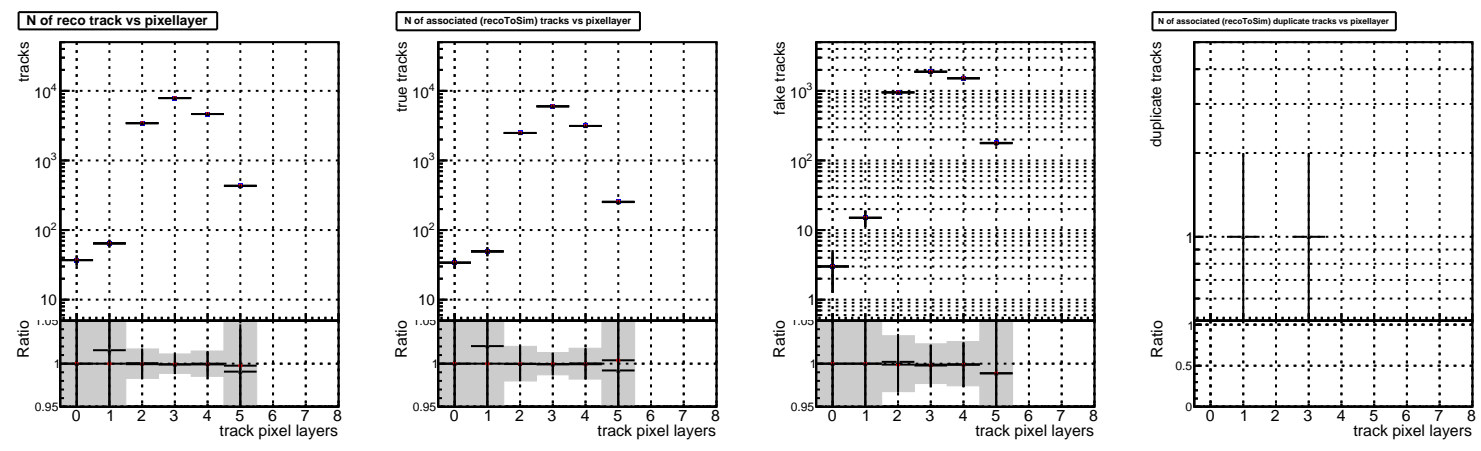 N of reco track vs pixellayer
tracks
10^4
10^3
10^2
10
Ratio
1.05
1
0.95
0 1 2 3 4 5 6 7 8
track pixel layers
N of associated (recoToSim) tracks vs pixellayer
true tracks
10^4
10^3
10^2
10
Ratio
1.05
1
0.95
0 1 2 3 4 5 6 7 8
track pixel layers
fake tracks
10^3
10^2
10
1
Ratio
1.05
1
0.95
0 1 2 3 4 5 6 7 8
track pixel layers
N of associated (recoToSim) duplicate tracks vs pixellayer
duplicate tracks
1
Ratio
1
0.5
0
0 1 2 3 4 5 6 7 8
track pixel layers